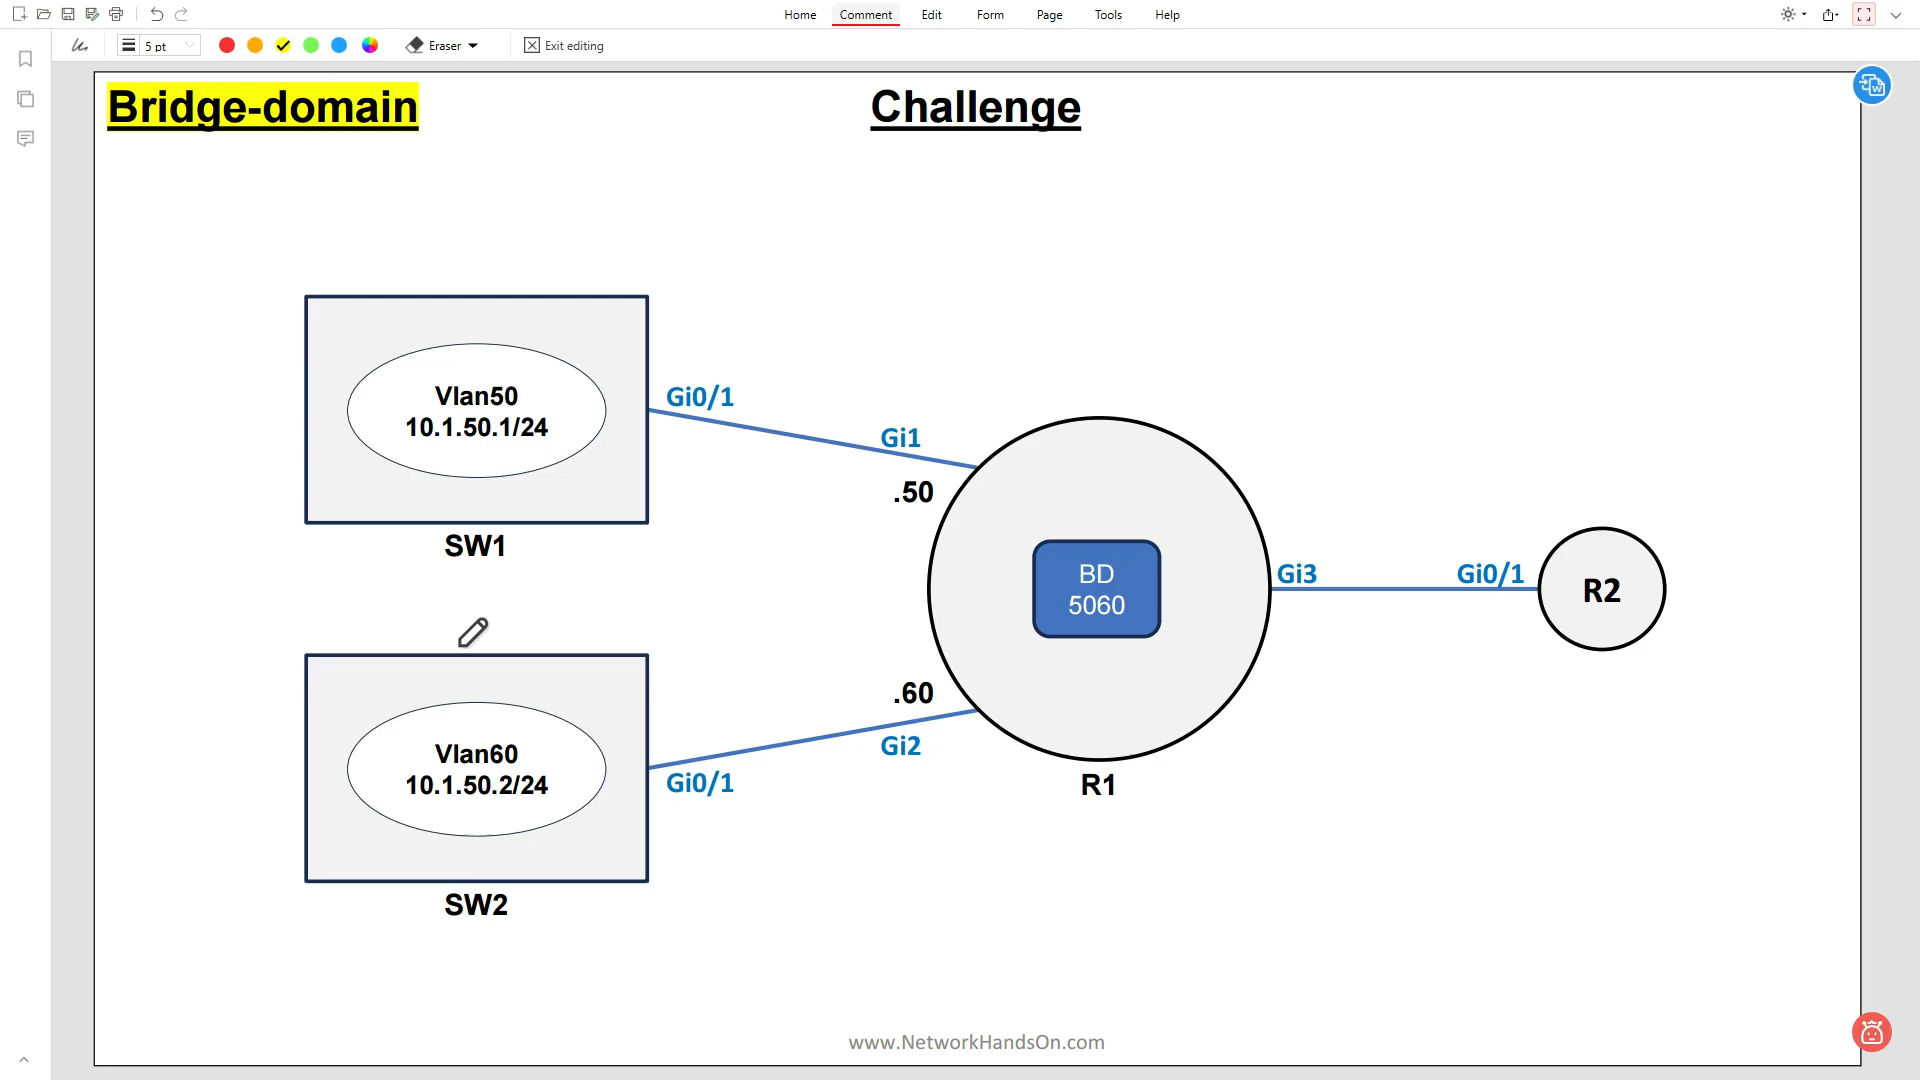 Home Comment Edit Form Page Tools Help
5 pt Eraser Exit editing
Bridge-domain Challenge
Vlan50
10.1.50.1/24
SW1
Gi0/1
Gi1
.50
BD
5060
R1
Gi3
Gi0/1
R2
.60
Gi2
Gi0/1
Vlan60
10.1.50.2/24
SW2
www.NetworkHandsOn.com